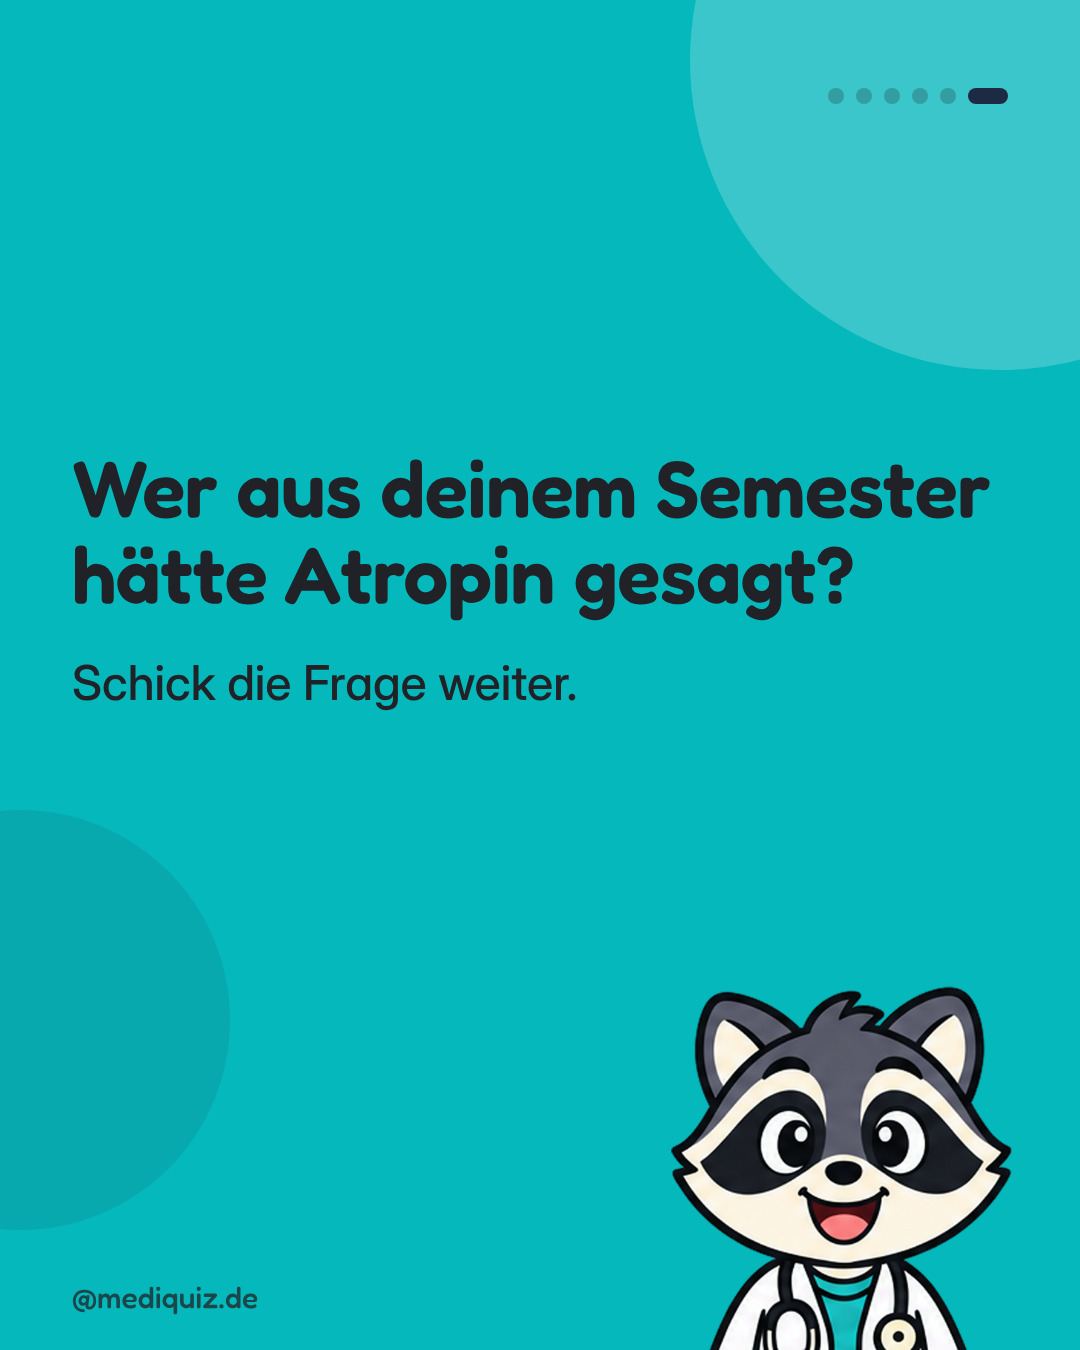 Wer aus deinem Semester
hätte Atropin gesagt?
Schick die Frage weiter.
@mediquiz.de